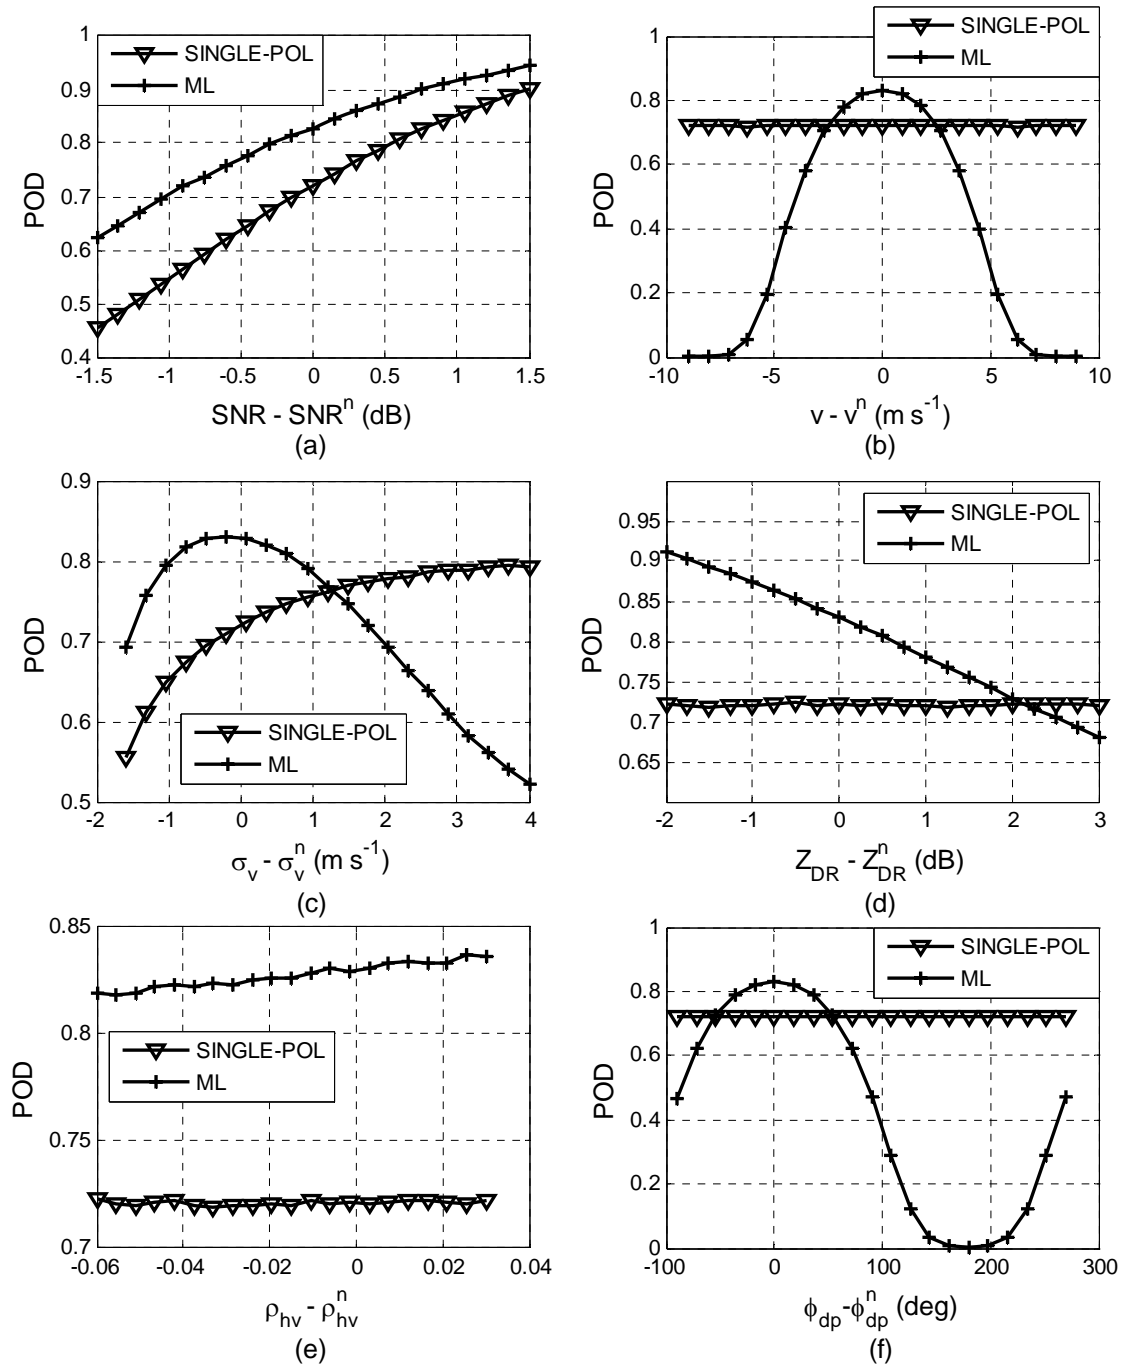 1
0.9
0.8
0.7
0.6
0.5
0.4
POD
SINGLE-POL
ML
-1.5 -1 -0.5 0 0.5 1 1.5
SNR - SNR^n (dB)
(a)
1
0.8
0.6
0.4
0.2
0
POD
SINGLE-POL
ML
-10 -5 0 5 10
v - v^n (m s^-1)
(b)
0.9
0.8
0.7
0.6
0.5
POD
SINGLE-POL
ML
-2 -1 0 1 2 3 4
σ_v - σ_v^n (m s^-1)
(c)
0.95
0.9
0.85
0.8
0.75
0.7
0.65
POD
SINGLE-POL
ML
-2 -1 0 1 2 3
Z_DR - Z_DR^n (dB)
(d)
0.85
0.8
0.75
0.7
POD
SINGLE-POL
ML
-0.06 -0.04 -0.02 0 0.02 0.04
ρ_hv - ρ_hv^n
(e)
1
0.8
0.6
0.4
0.2
0
POD
SINGLE-POL
ML
-100 0 100 200 300
ϕ_dp-ϕ_dp^n (deg)
(f)